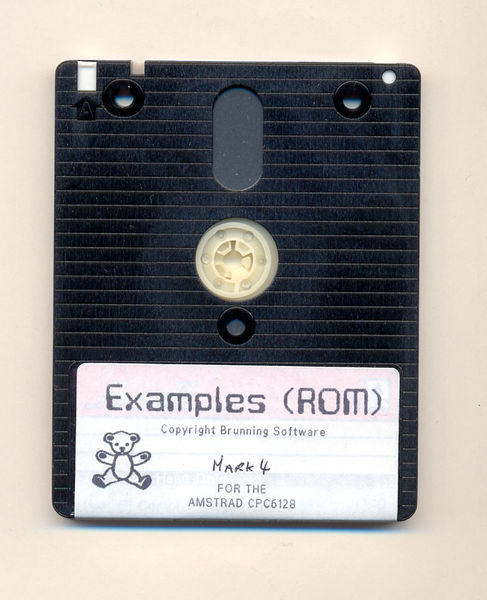 A
Examples (ROM)
Copyright Brunning Software
MARK 4
FOR THE
AMSTRAD CPC6128